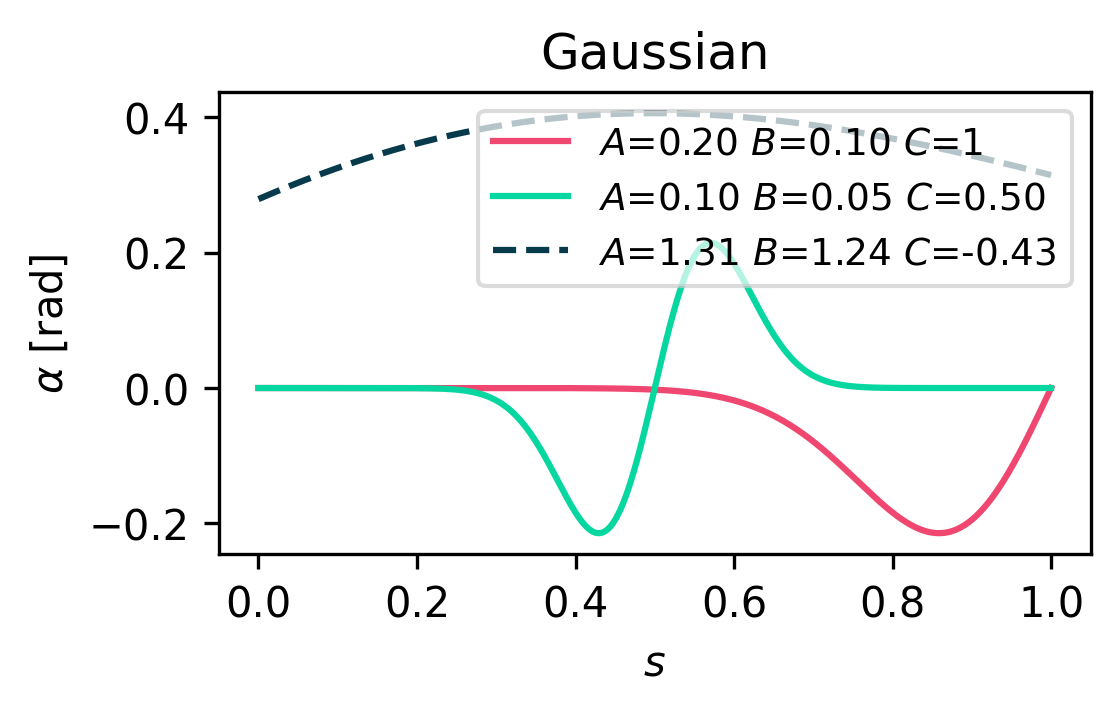 Gaussian
α [rad]
0.4
0.2
0.0
−0.2
A=0.20 B=0.10 C=1
A=0.10 B=0.05 C=0.50
A=1.31 B=1.24 C=-0.43
0.0 0.2 0.4 0.6 0.8 1.0
s